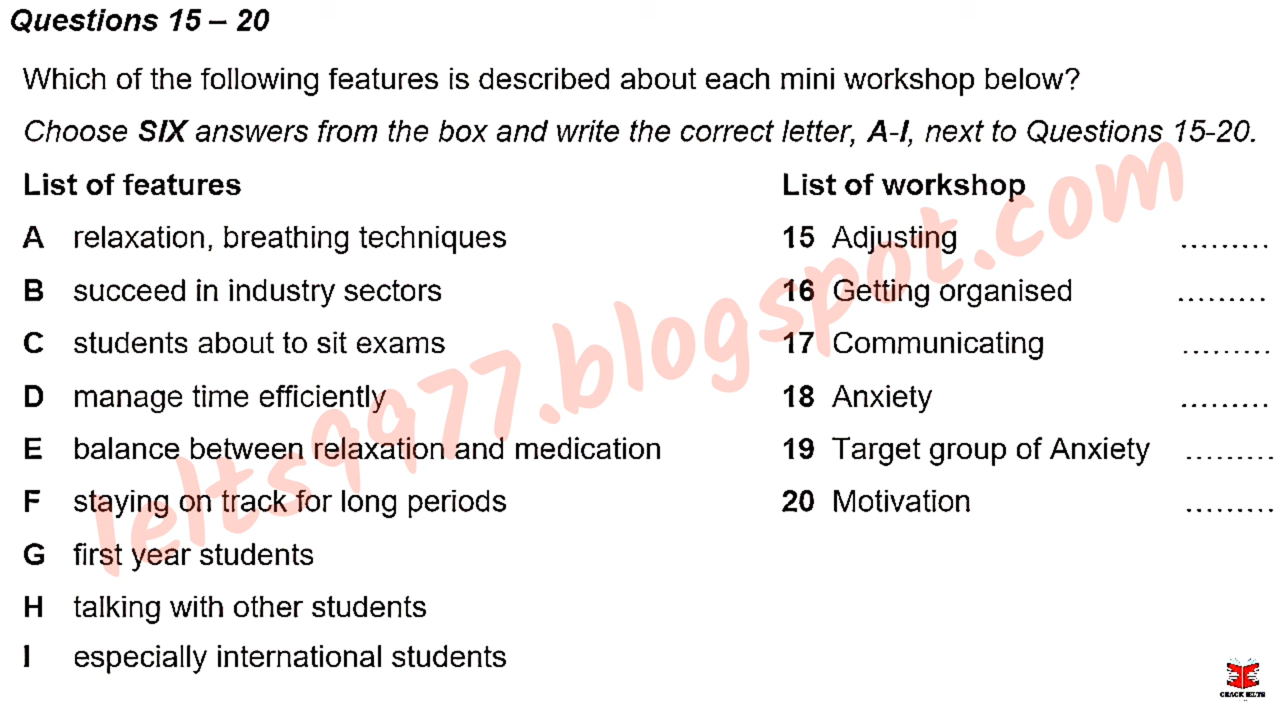 Questions 15 – 20
Which of the following features is described about each mini workshop below?
Choose SIX answers from the box and write the correct letter, A-I, next to Questions 15-20.
List of features
A relaxation, breathing techniques
B succeed in industry sectors
C students about to sit exams
D manage time efficiently
E balance between relaxation and medication
F staying on track for long periods
G first year students
H talking with other students
I especially international students
List of workshop
15 Adjusting ………
16 Getting organised ………
17 Communicating ………
18 Anxiety ………
19 Target group of Anxiety ………
20 Motivation ………
Ielts9977.blogspot.com
CRACK IELTS